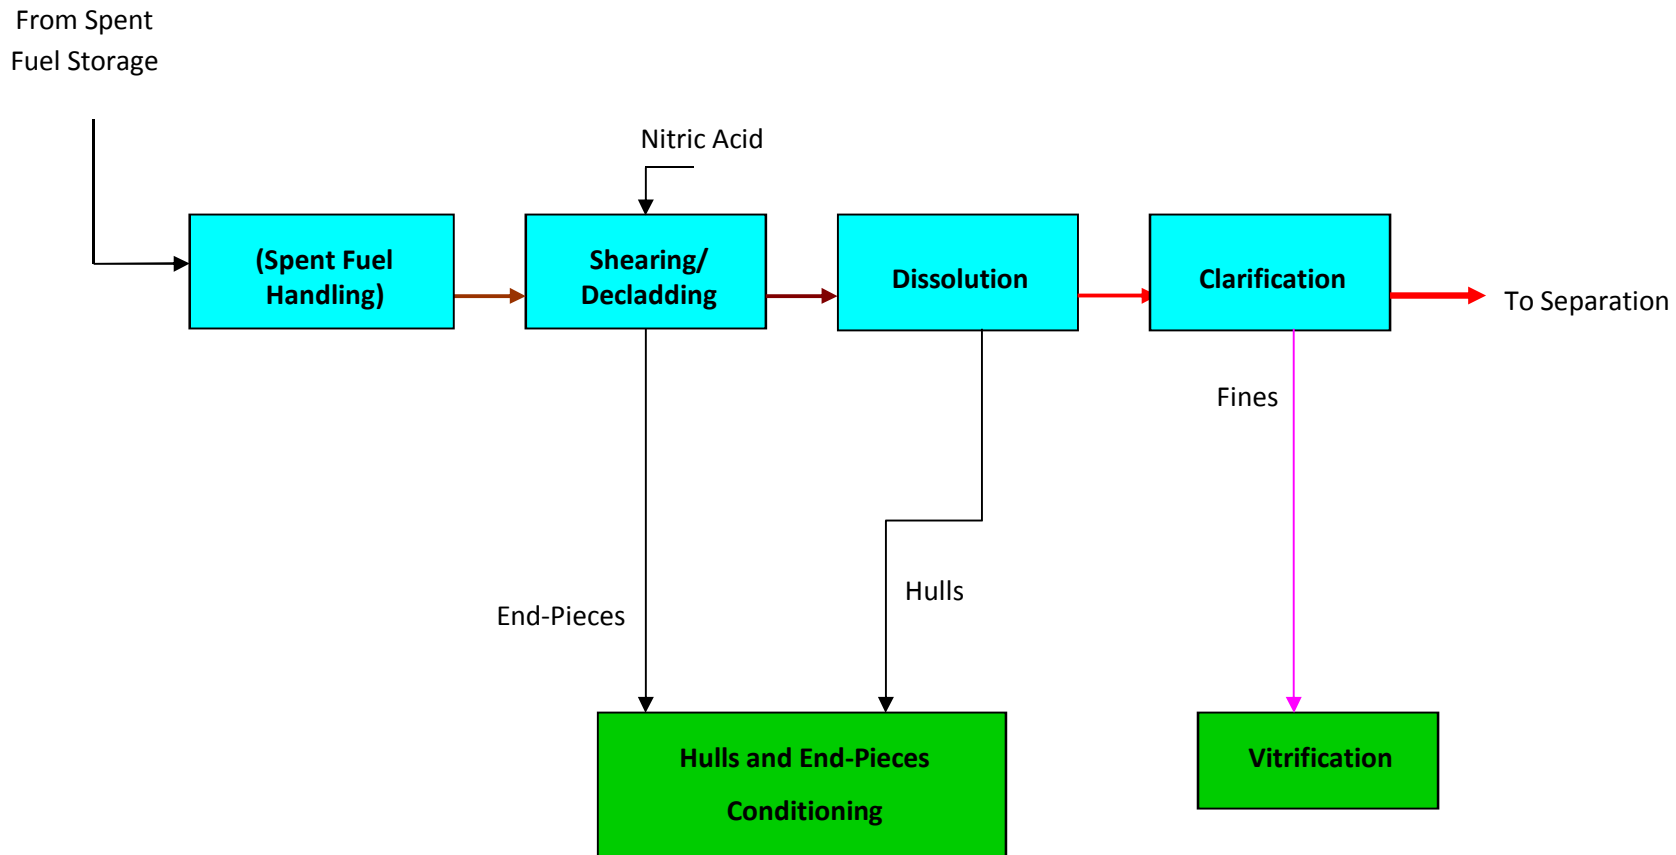 From Spent
Fuel Storage
Nitric Acid
(Spent Fuel
Handling)
Shearing/
Decladding
Dissolution
Clarification
To Separation
Fines
Hulls
End-Pieces
Hulls and End-Pieces
Conditioning
Vitrification